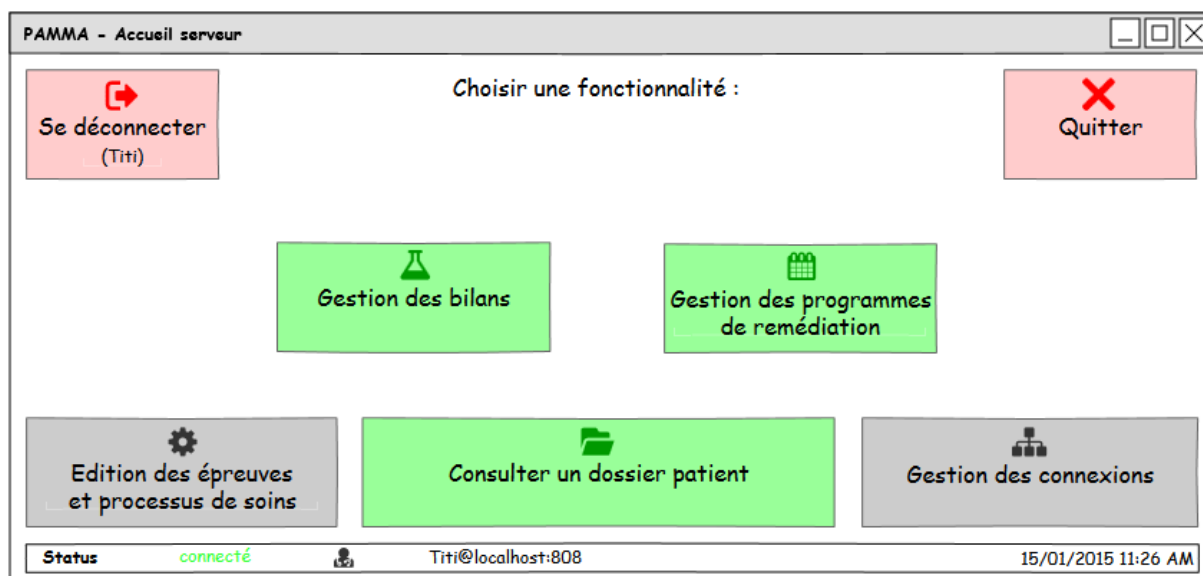 PAMMA - Accueil serveur
Choisir une fonctionnalité :
Se déconnecter
(Titi)
Quitter
Gestion des bilans
Gestion des programmes
de remédiation
Edition des épreuves
et processus de soins
Consulter un dossier patient
Gestion des connexions
Status connecté Titi@localhost:808 15/01/2015 11:26 AM